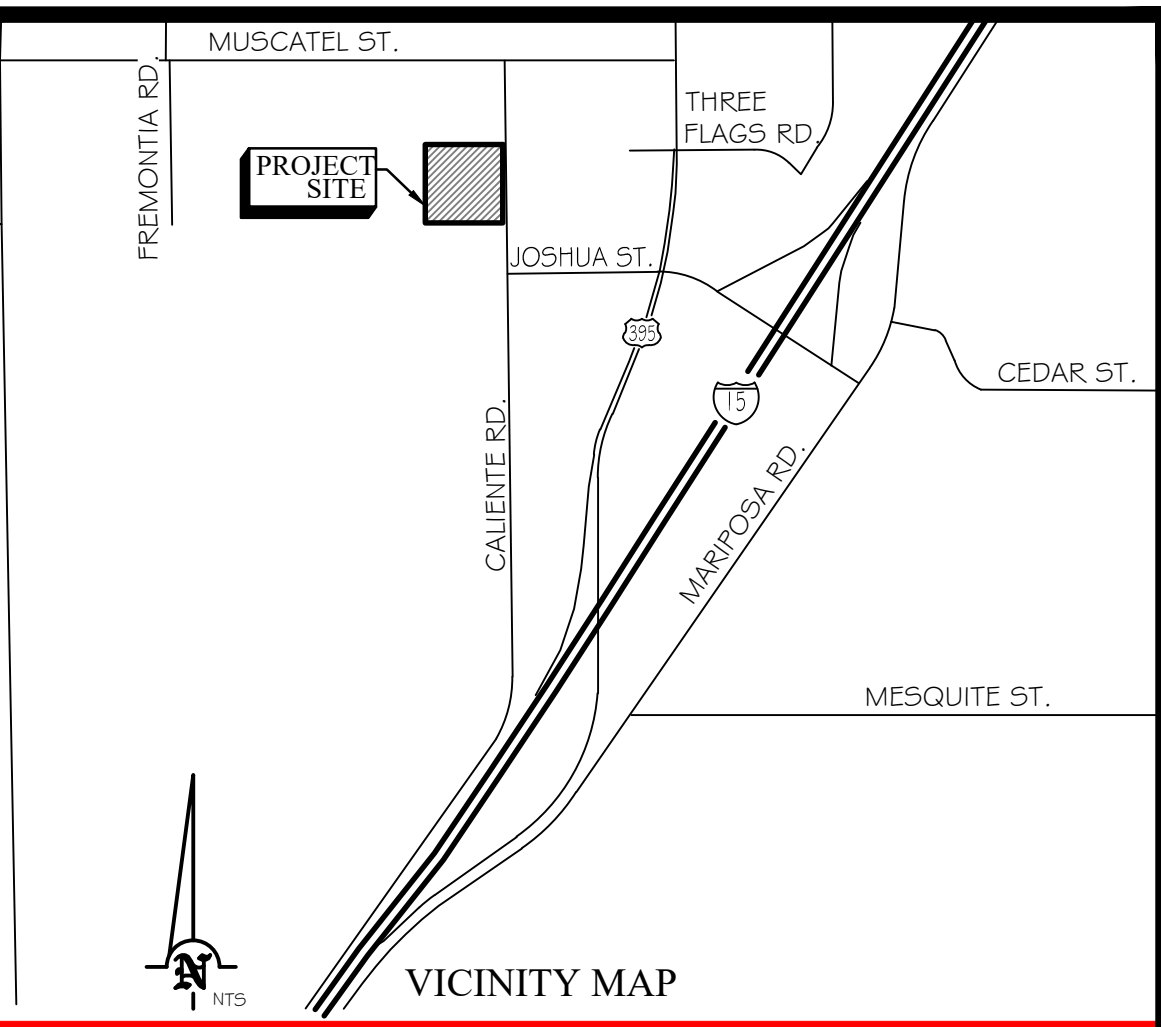 MUSCATEL ST.
FREMONTIA RD.
THREE
FLAGS RD.
PROJECT
SITE
JOSHUA ST.
395
CEDAR ST.
15
CALIENTE RD.
MARIPOSA RD.
MESQUITE ST.
N
NTS
VICINITY MAP